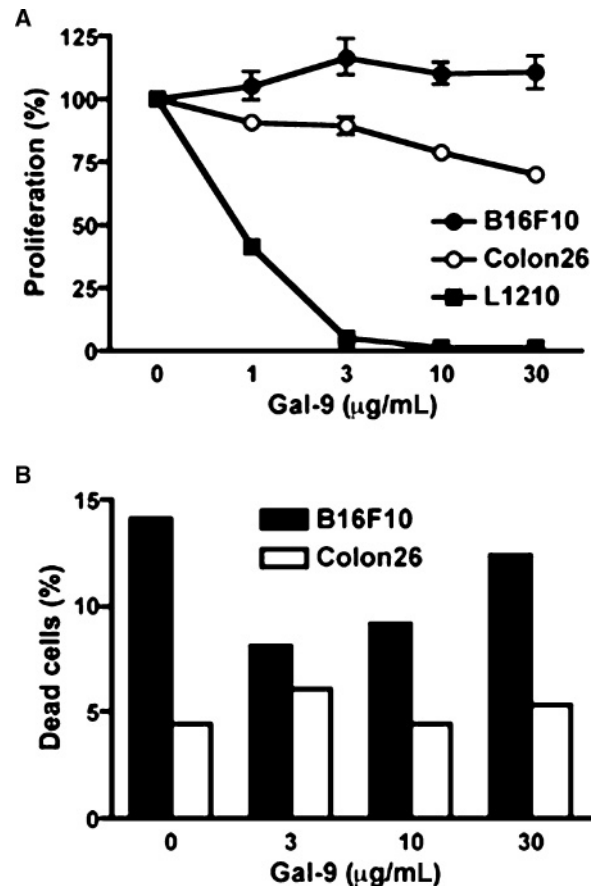 A
Proliferation (%)
125
100
75
50
25
0
B16F10
Colon26
L1210
0 1 3 10 30
Gal-9 (μg/mL)
B
Dead cells (%)
15
10
5
0
B16F10
Colon26
0 3 10 30
Gal-9 (μg/mL)